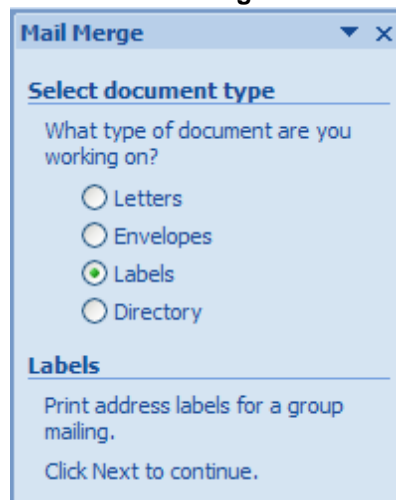 Mail Merge
Select document type
What type of document are you
working on?
Letters
Envelopes
Labels
Directory
Labels
Print address labels for a group
mailing.
Click Next to continue.